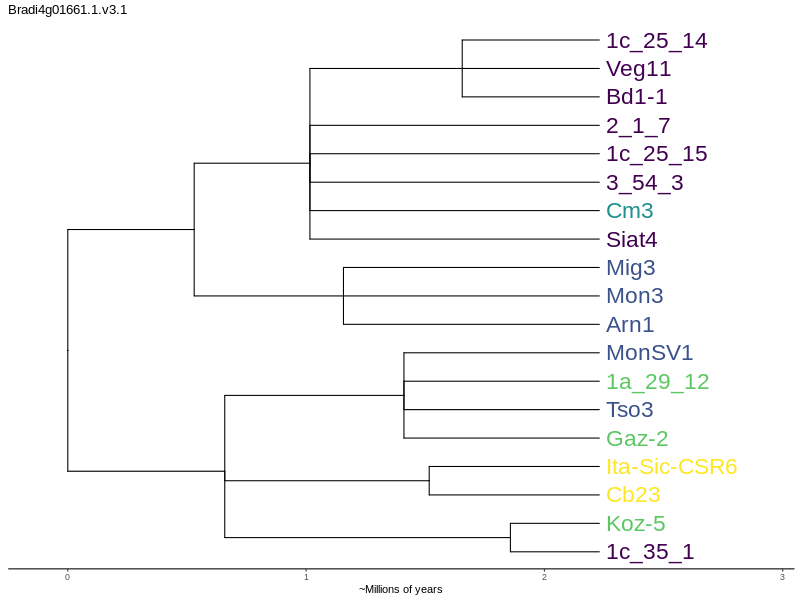 Bradi4g01661.1.v3.1
1c_25_14
Veg11
Bd1-1
2_1_7
1c_25_15
3_54_3
Cm3
Siat4
Mig3
Mon3
Arn1
MonSV1
1a_29_12
Tso3
Gaz-2
Ita-Sic-CSR6
Cb23
Koz-5
1c_35_1
0 1 2 3
~Millions of years